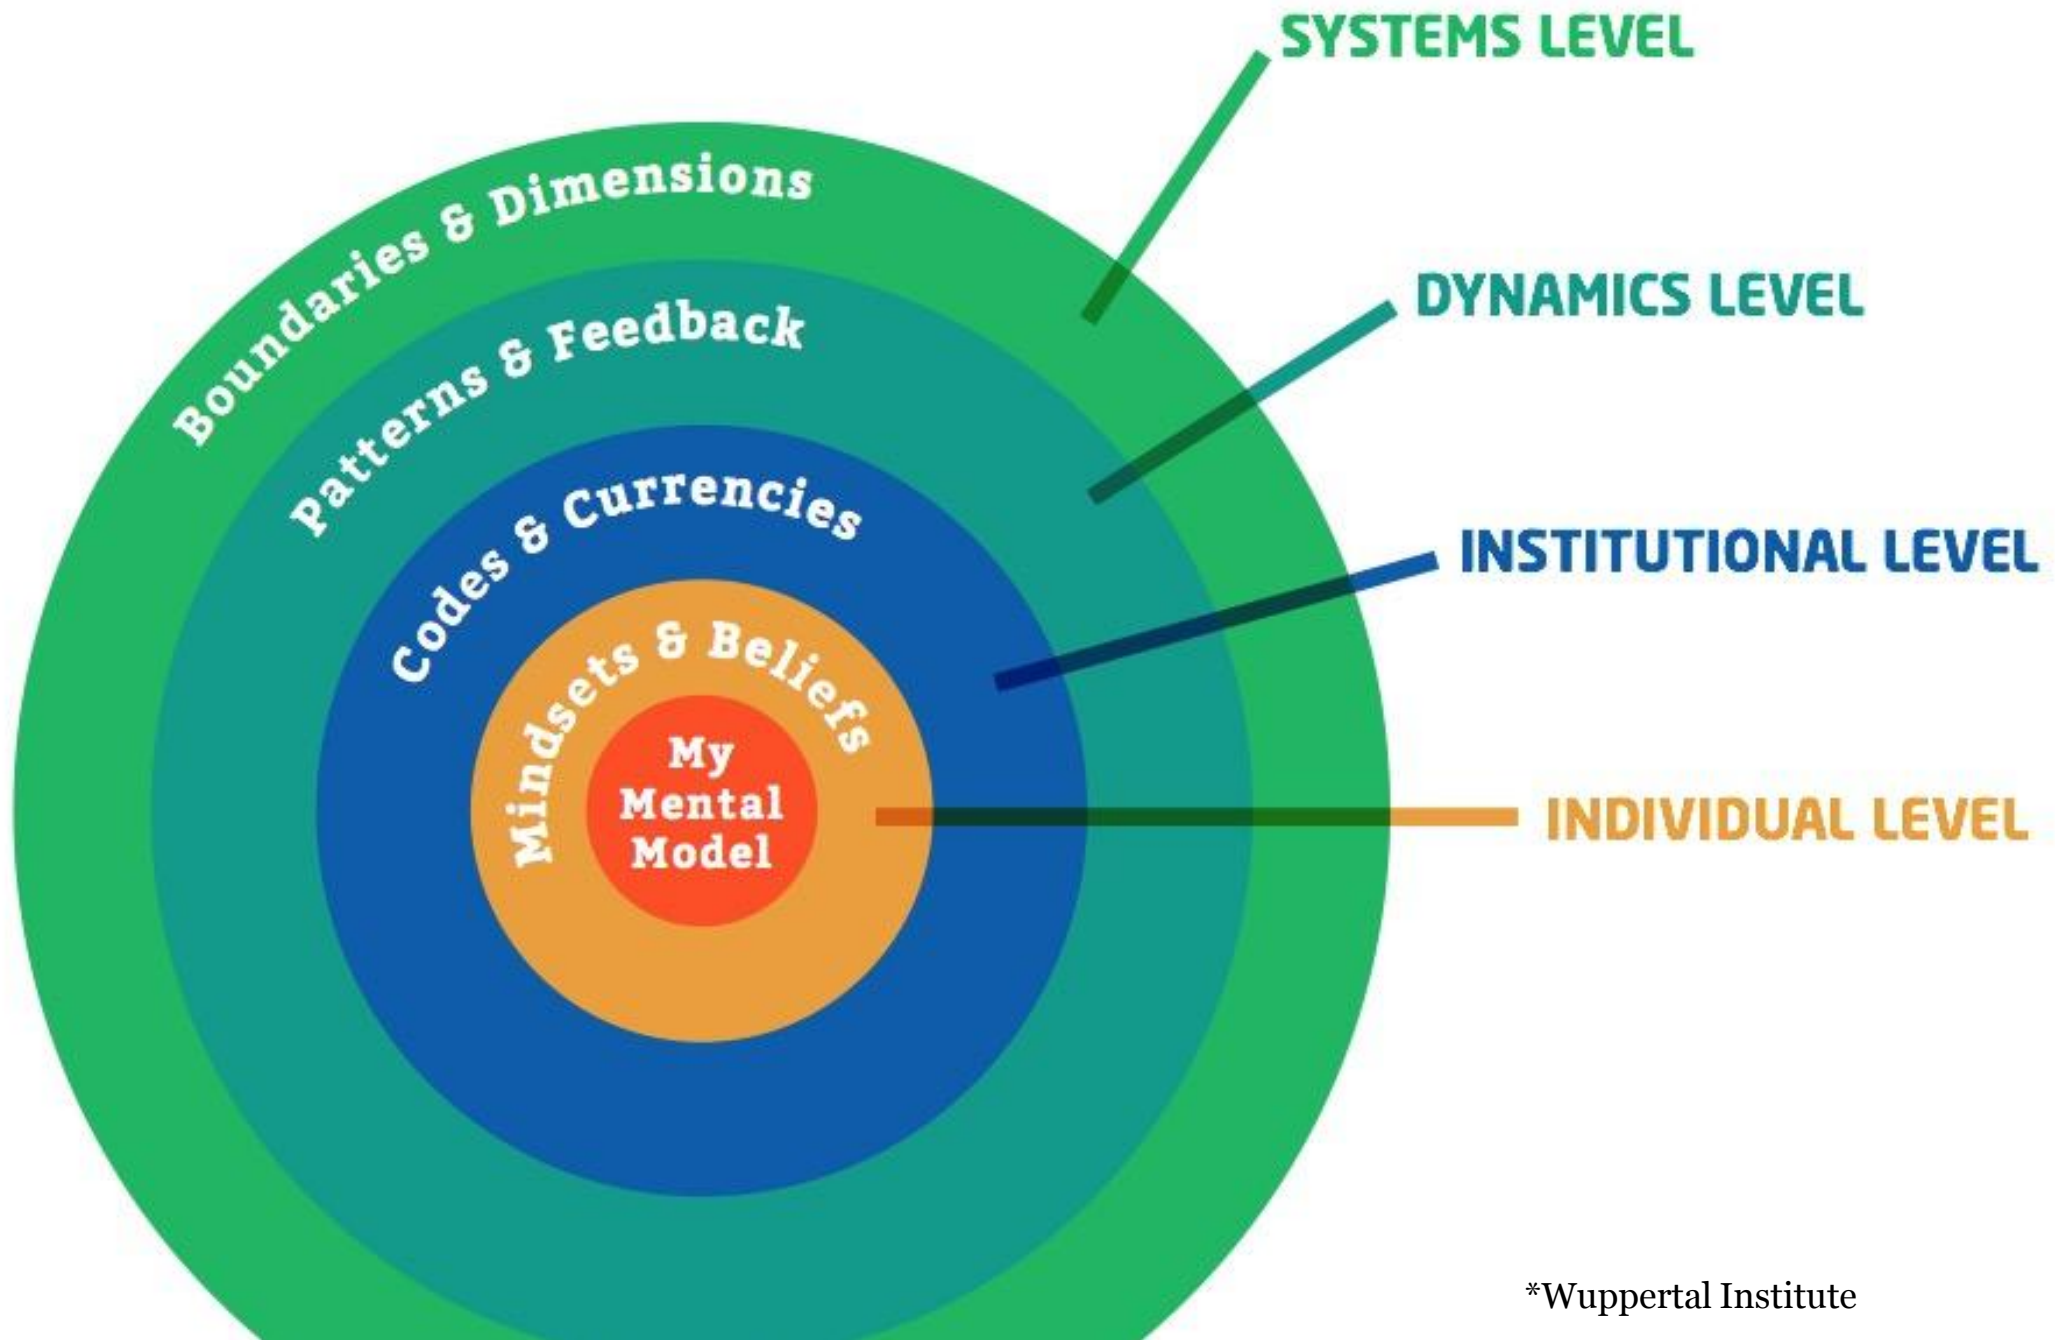 SYSTEMS LEVEL
Boundaries & Dimensions
DYNAMICS LEVEL
Patterns & Feedback
Codes & Currencies
INSTITUTIONAL LEVEL
Mindsets & Beliefs
My
Mental
Model
INDIVIDUAL LEVEL
*Wuppertal Institute